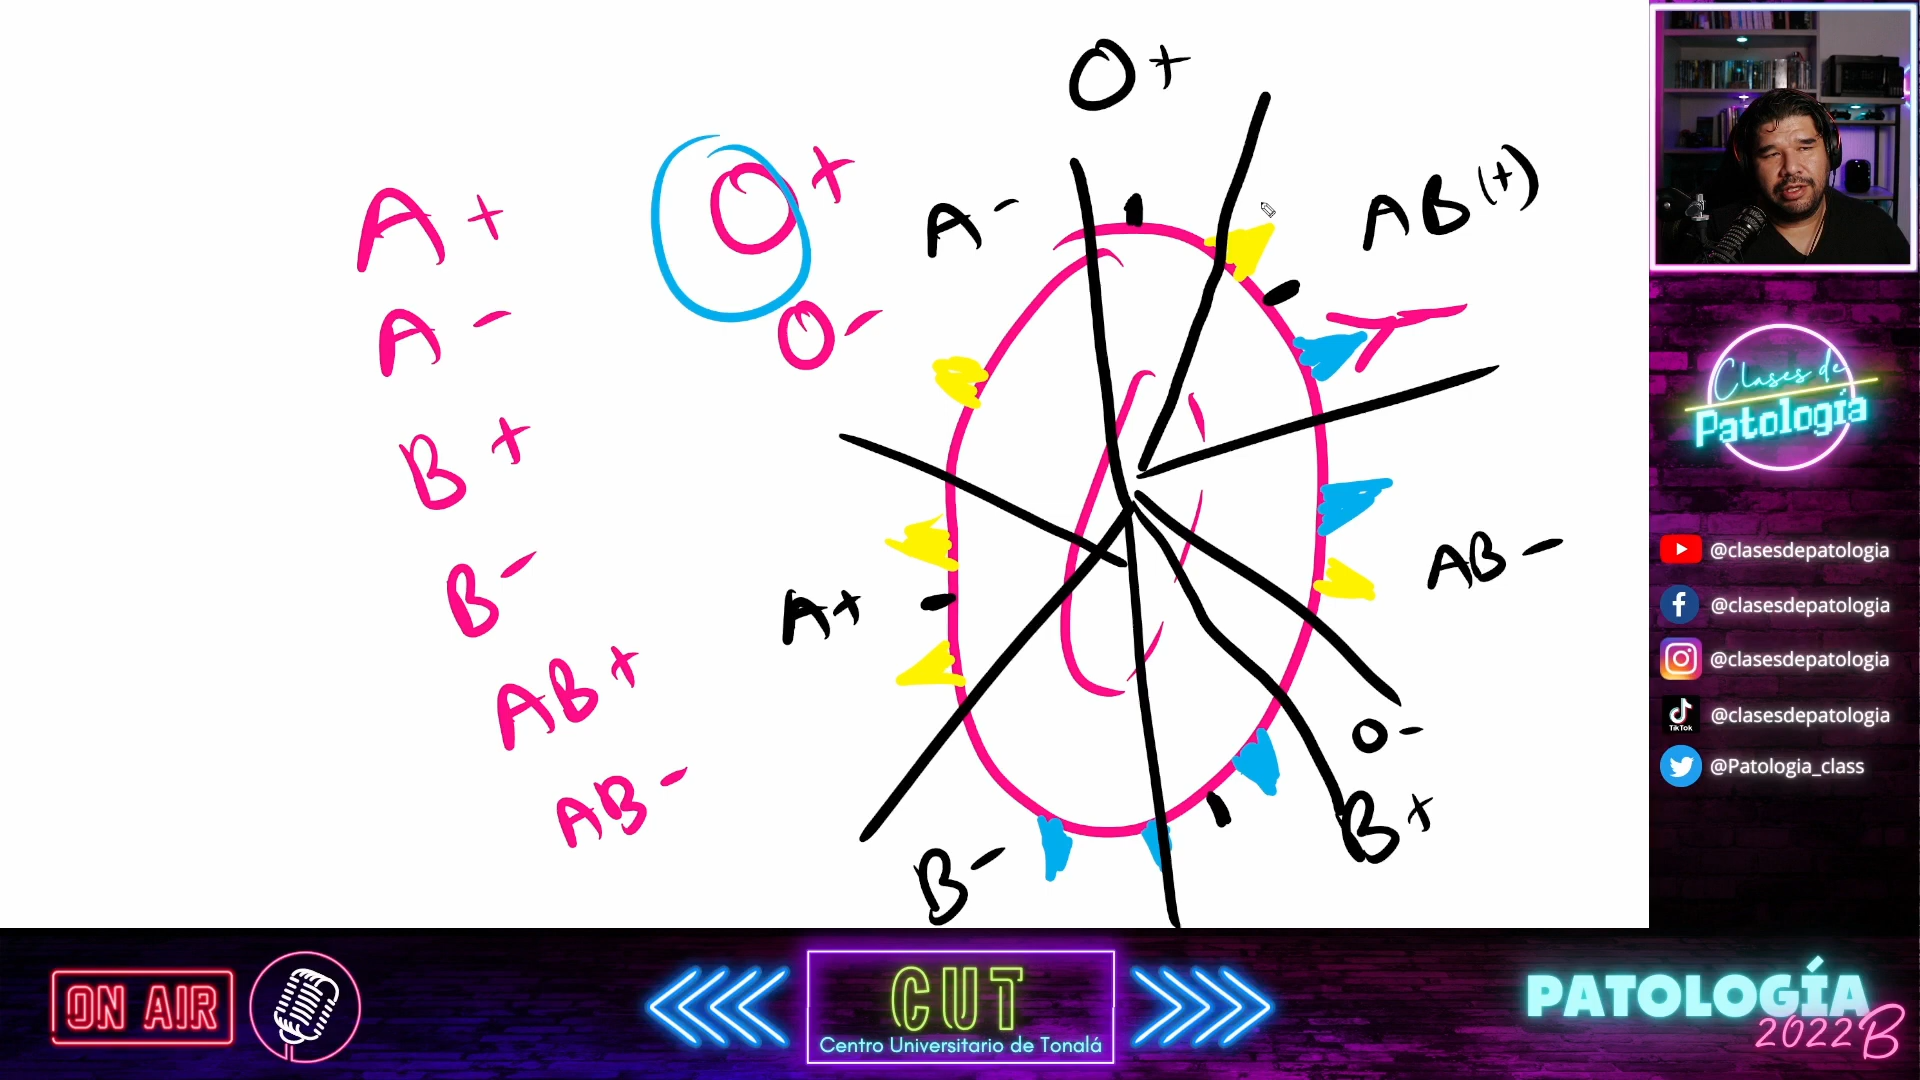 A+
A-
B+
B-
AB+
AB-
O+
O-
O+
A-
AB(+)
A+
AB-
O-
B+
B-
Clases de
Patología
@clasesdepatologia
@clasesdepatologia
@clasesdepatologia
TikTok
@clasesdepatologia
@Patologia_class
ON AIR
CUT
Centro Universitario de Tonalá
PATOLOGÍA
2022B